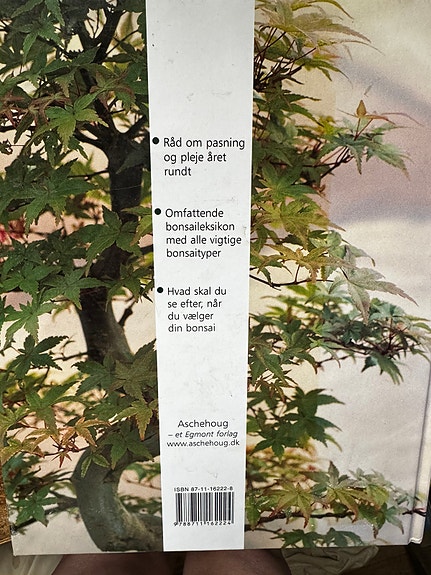 • Råd om pasning
og pleje året
rundt
• Omfattende
bonsaileksikon
med alle vigtige
bonsaityper
• Hvad skal du
se efter, når
du vælger
din bonsai
Aschehoug
– et Egmont forlag
www.aschehoug.dk
ISBN 87-11-16222-8
9788711162224